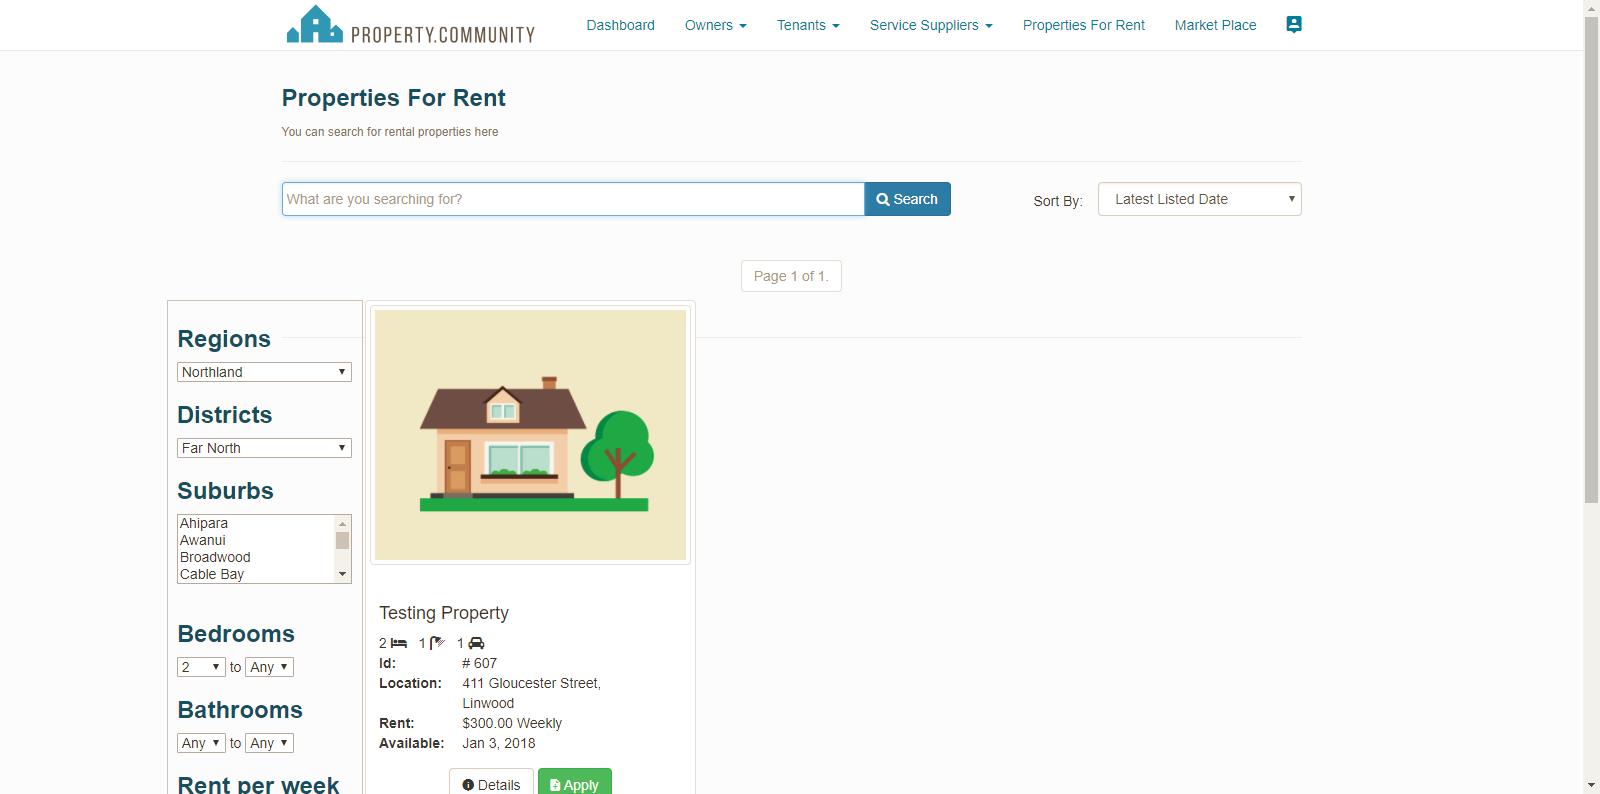 PROPERTY.COMMUNITY
Dashboard
Owners
Tenants
Service Suppliers
Properties For Rent
Market Place
Properties For Rent
You can search for rental properties here
What are you searching for?
Search
Sort By:
Latest Listed Date
Page 1 of 1.
Regions
Northland
Districts
Far North
Suburbs
Ahipara
Awanui
Broadwood
Cable Bay
Bedrooms
2 to Any
Bathrooms
Any to Any
Rent per week
Testing Property
2 1 1
Id: # 607
Location: 411 Gloucester Street,
Linwood
Rent: $300.00 Weekly
Available: Jan 3, 2018
Details
Apply